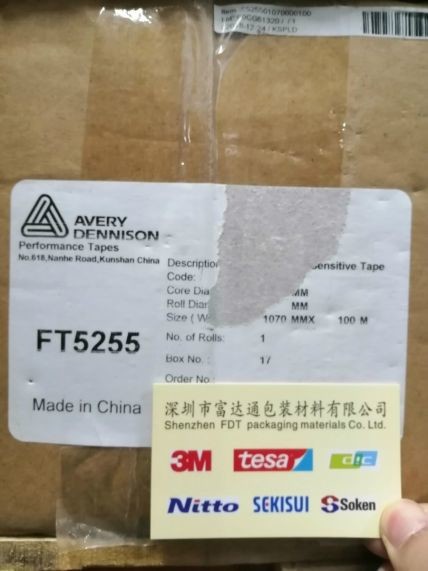 AVERY
DENNISON
Performance Tapes
No.618,Nanhe Road,Kunshan China
FT5255
Made in China
Sensitive Tape
Code:
Core Dia
MM
Roll Dia
MM
Size ( W
1070 MMX 100 M
No. of Rolls: 1
Box No. : 17
Order No
深圳市富达通包装材料有限公司
Shenzhen FDT packaging materials Co. Ltd.
3M tesa dic
Nitto SEKISUI Soken